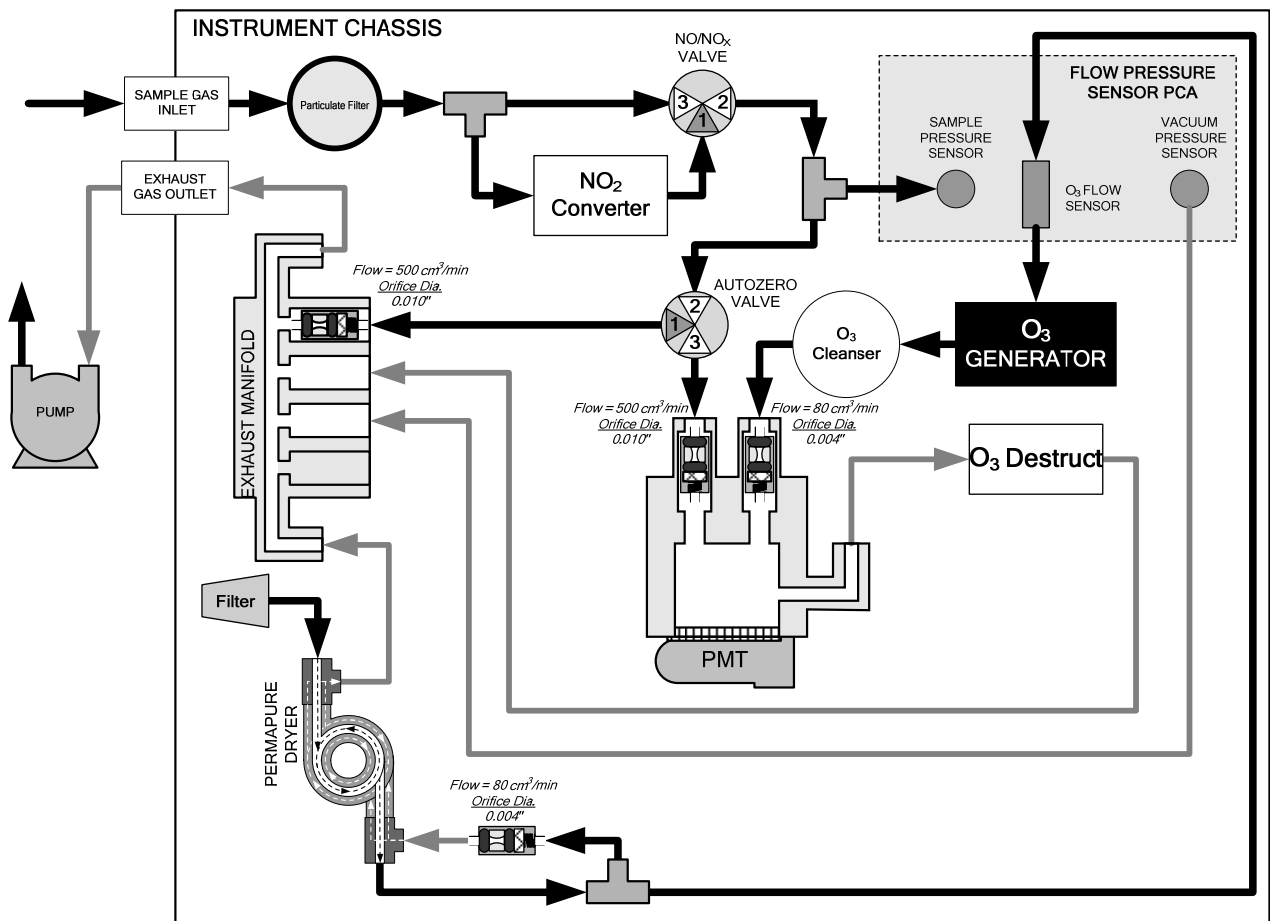 INSTRUMENT CHASSIS
SAMPLE GAS
INLET
Particulate Filter
NO/NOX
VALVE
3
2
1
NO2
Converter
FLOW PRESSURE
SENSOR PCA
SAMPLE
PRESSURE
SENSOR
VACUUM
PRESSURE
SENSOR
O3 FLOW
SENSOR
EXHAUST
GAS OUTLET
PUMP
EXHAUST MANIFOLD
Flow = 500 cm3/min
Orifice Dia.
0.010"
AUTOZERO
VALVE
2
1
3
O3
Cleanser
O3
GENERATOR
Flow = 500 cm3/min
Orifice Dia.
0.010"
Flow = 80 cm3/min
Orifice Dia.
0.004"
O3 Destruct
PMT
Filter
PERMAPURE
DRYER
Flow = 80 cm3/min
Orifice Dia.
0.004"